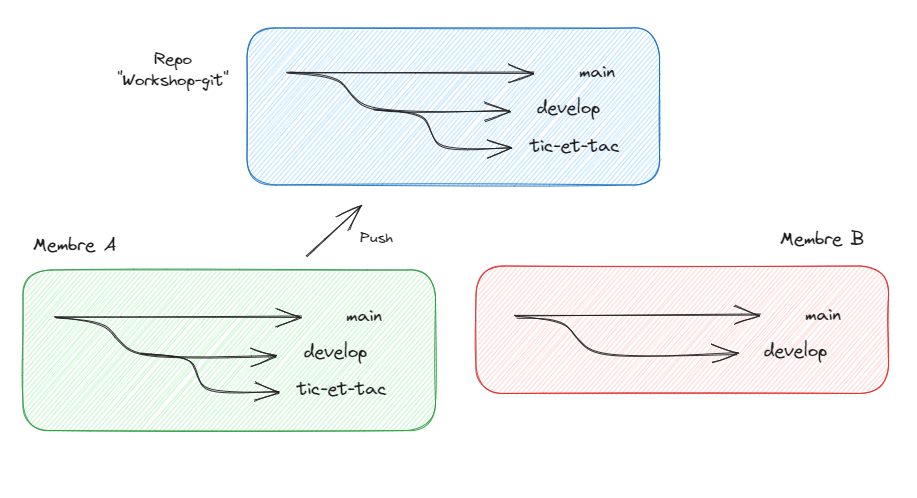 Repo
"Workshop-git"
main
develop
tic-et-tac
Push
Membre A
main
develop
tic-et-tac
Membre B
main
develop